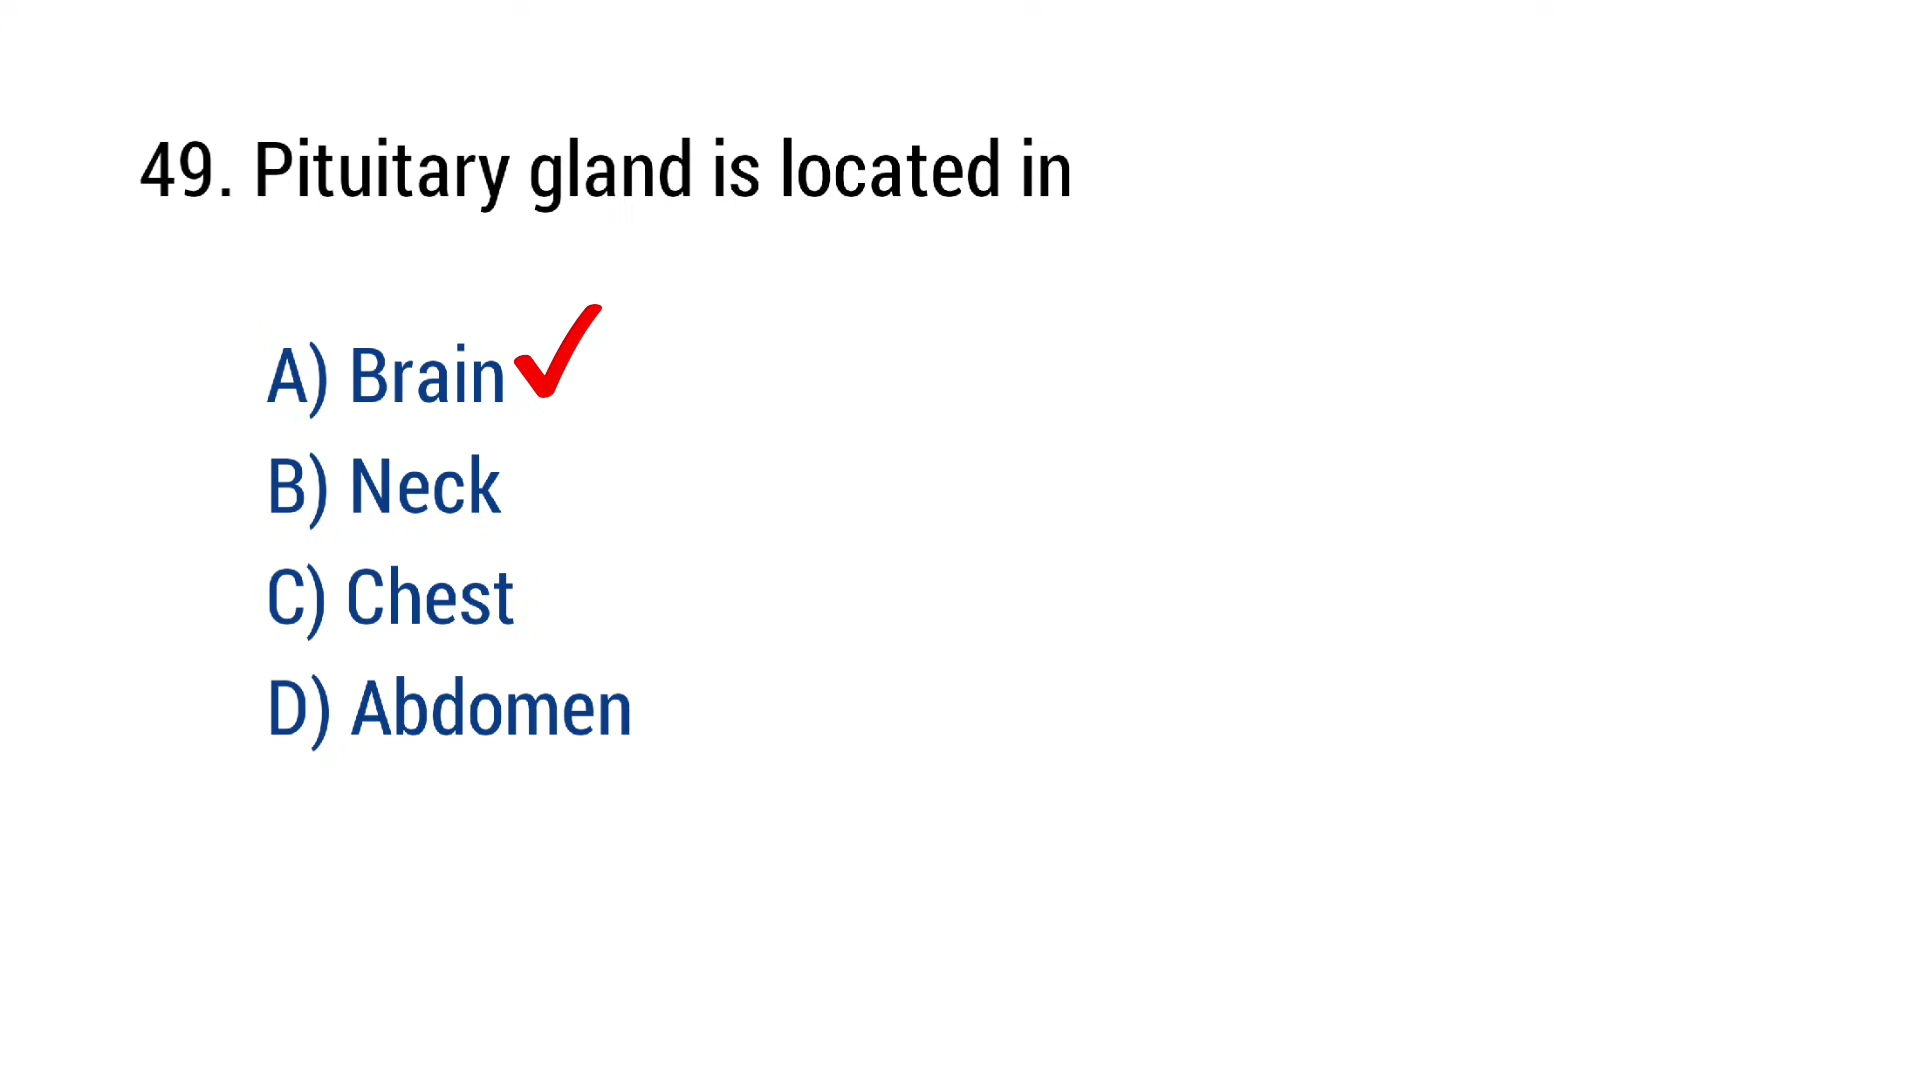 49. Pituitary gland is located in
A) Brain
B) Neck
C) Chest
D) Abdomen